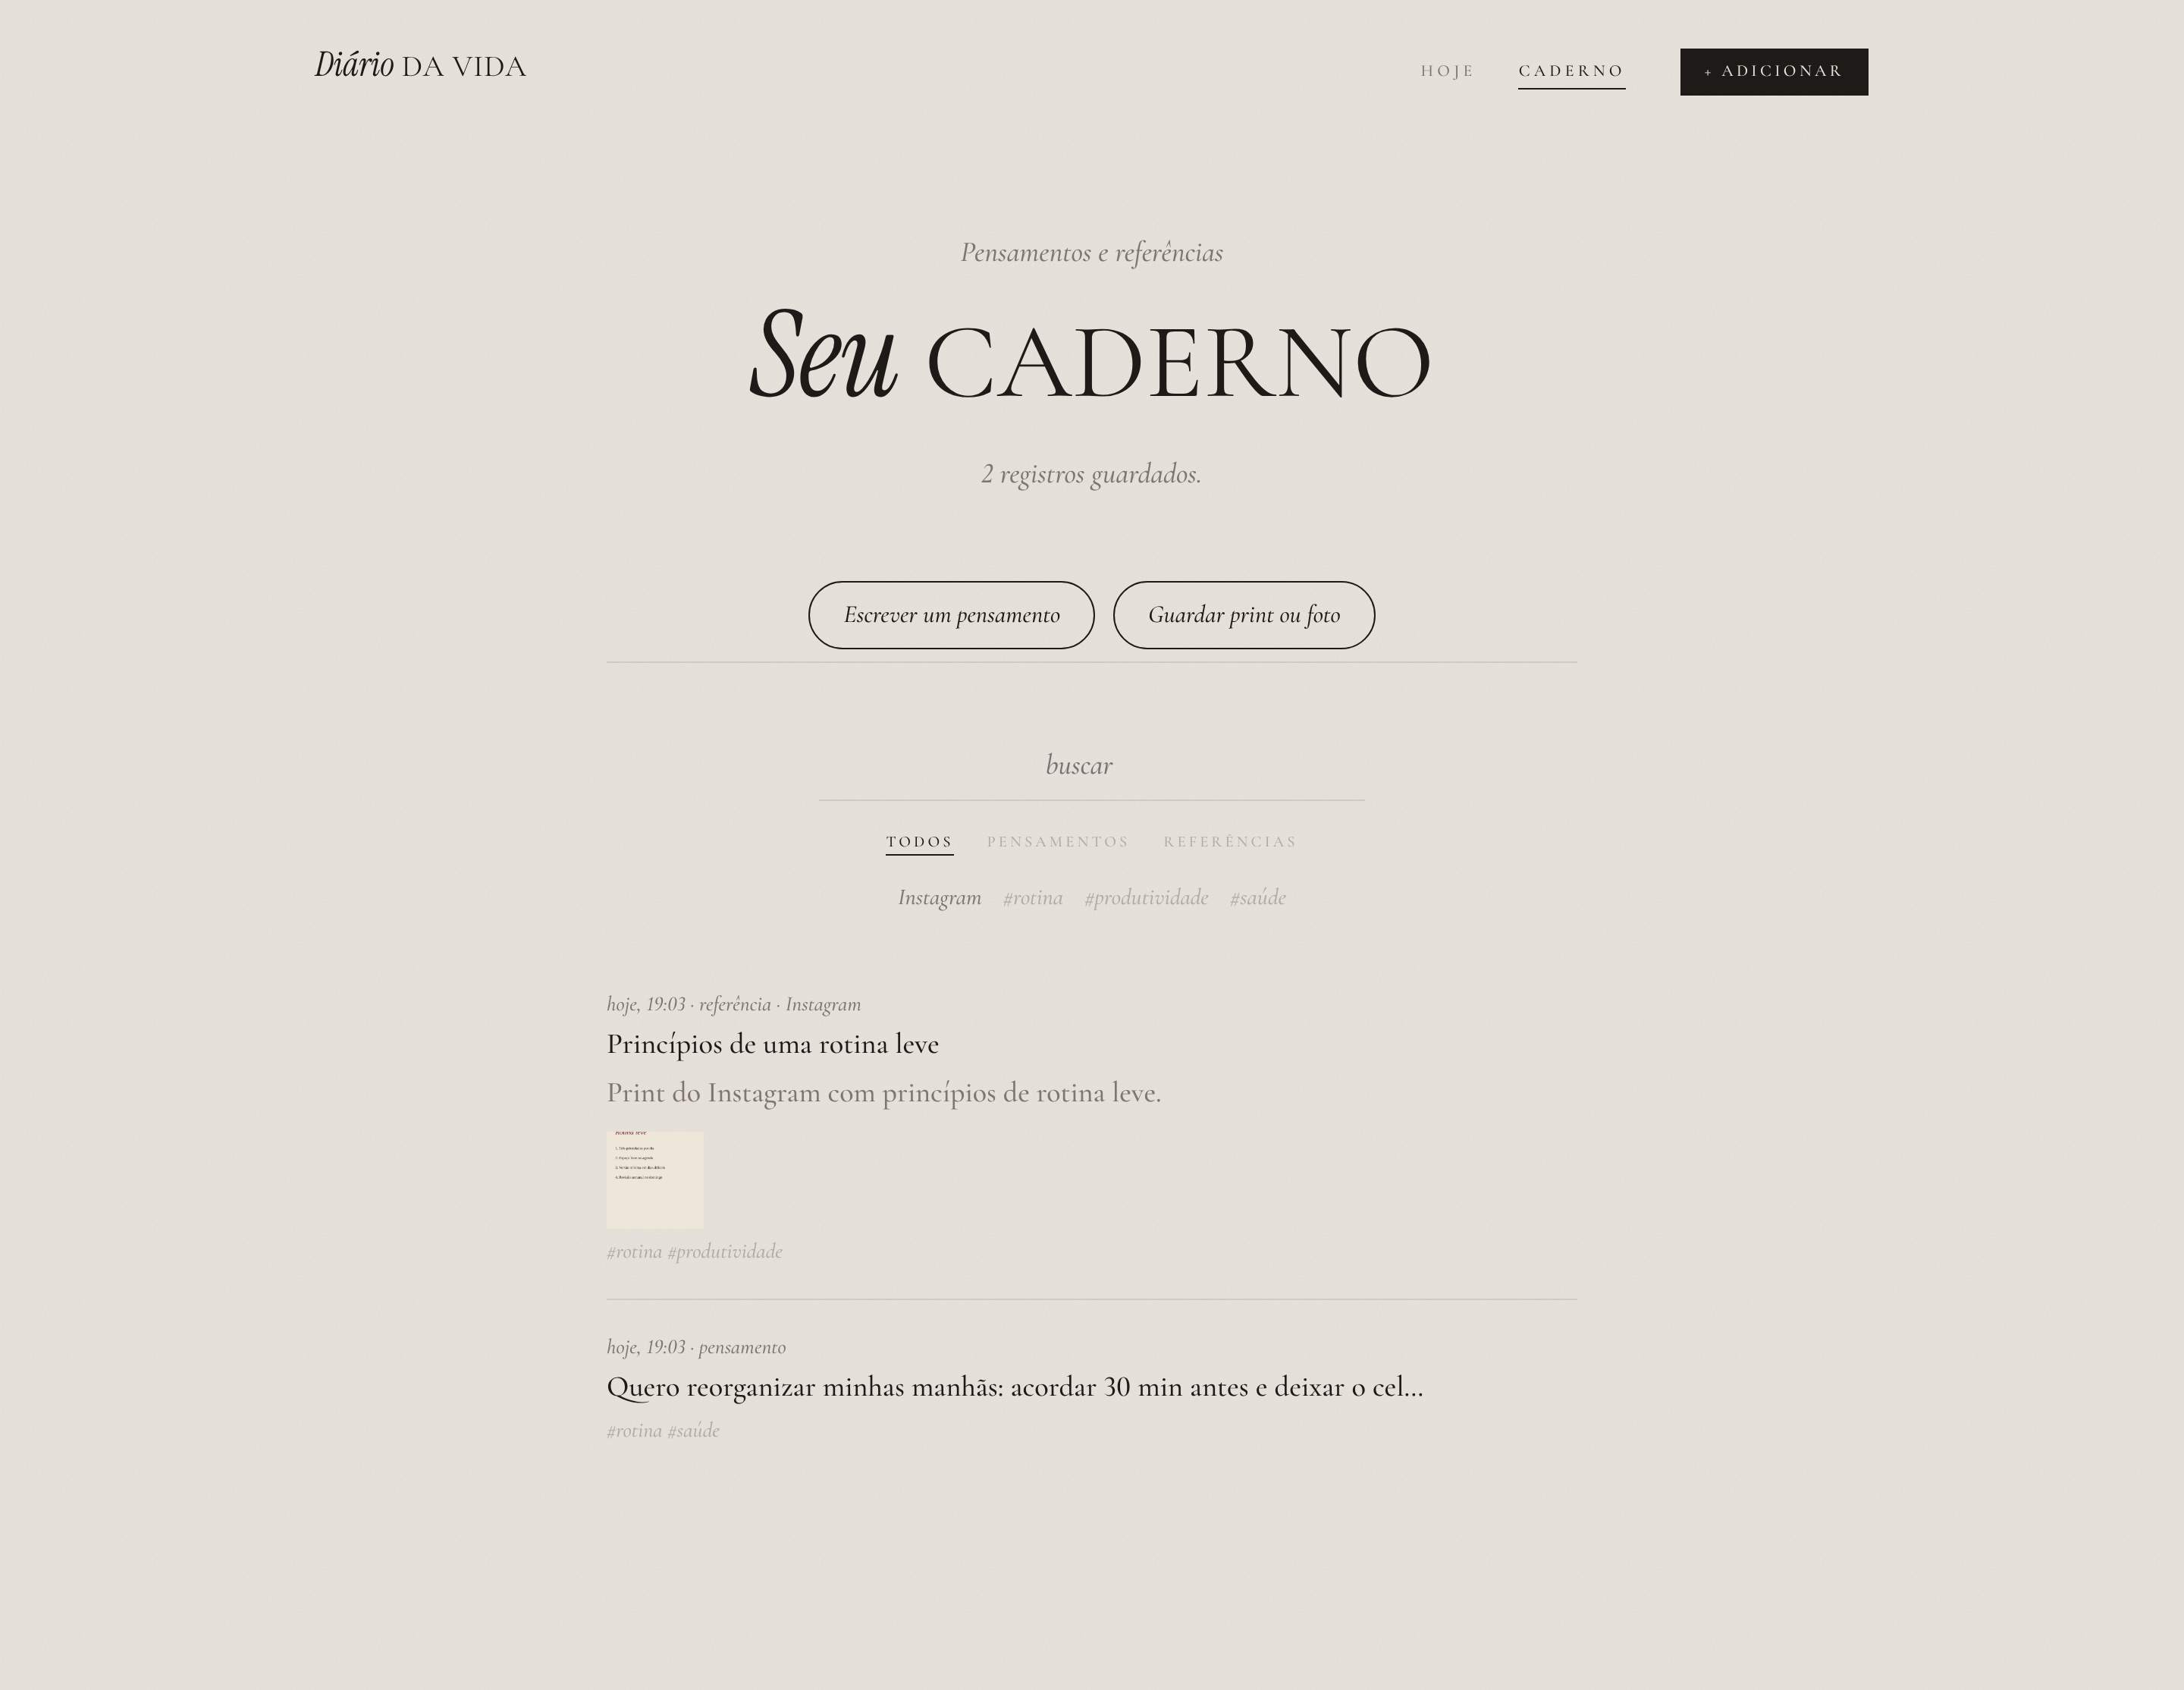 Diário DA VIDA
HOJE
CADERNO
+ ADICIONAR
Pensamentos e referências
Seu CADERNO
2 registros guardados.
Escrever um pensamento
Guardar print ou foto
buscar
TODOS PENSAMENTOS REFERÊNCIAS
Instagram #rotina #produtividade #saúde
hoje, 19:03 · referência · Instagram
Princípios de uma rotina leve
Print do Instagram com princípios de rotina leve.
#rotina #produtividade
hoje, 19:03 · pensamento
Quero reorganizar minhas manhãs: acordar 30 min antes e deixar o cel...
#rotina #saúde